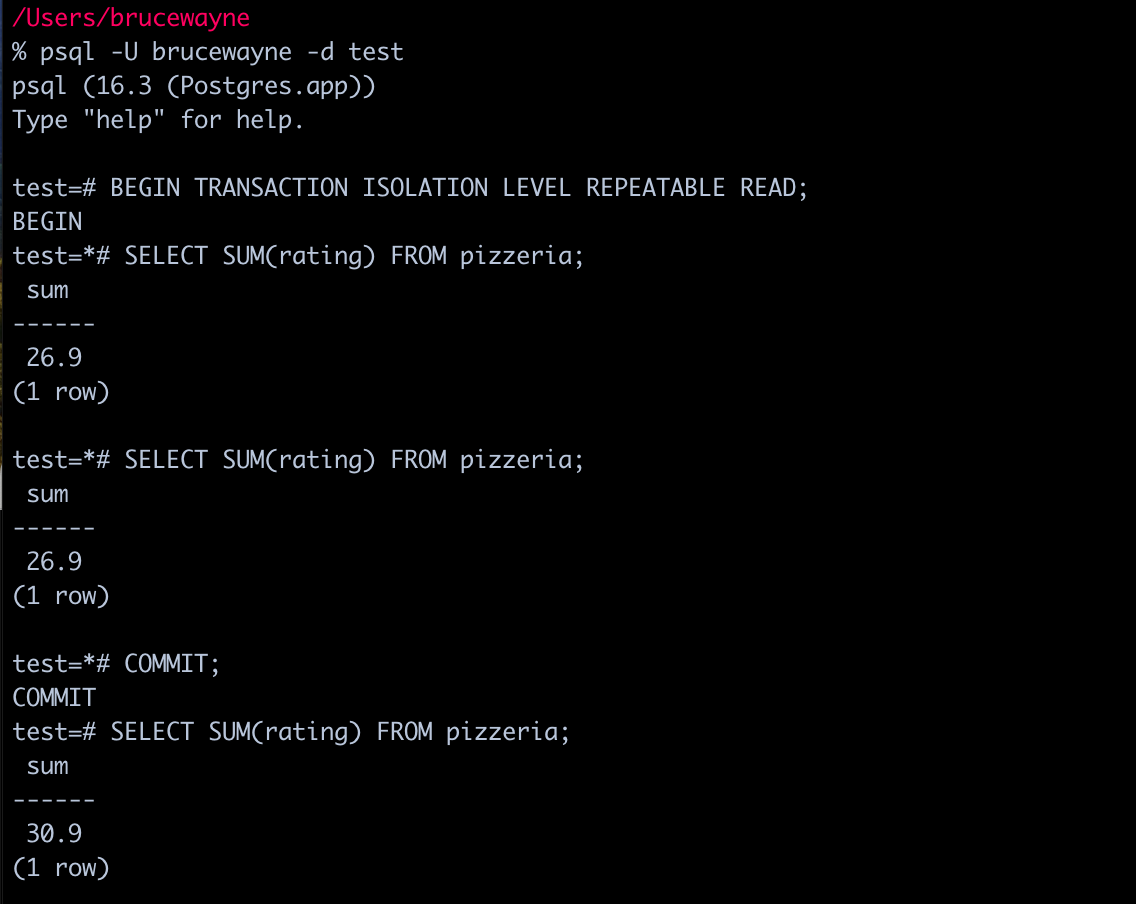 /Users/brucewayne
% psql -U brucewayne -d test
psql (16.3 (Postgres.app))
Type "help" for help.

test=# BEGIN TRANSACTION ISOLATION LEVEL REPEATABLE READ;
BEGIN
test=*# SELECT SUM(rating) FROM pizzeria;
 sum
------
 26.9
(1 row)

test=*# SELECT SUM(rating) FROM pizzeria;
 sum
------
 26.9
(1 row)

test=*# COMMIT;
COMMIT
test=# SELECT SUM(rating) FROM pizzeria;
 sum
------
 30.9
(1 row)